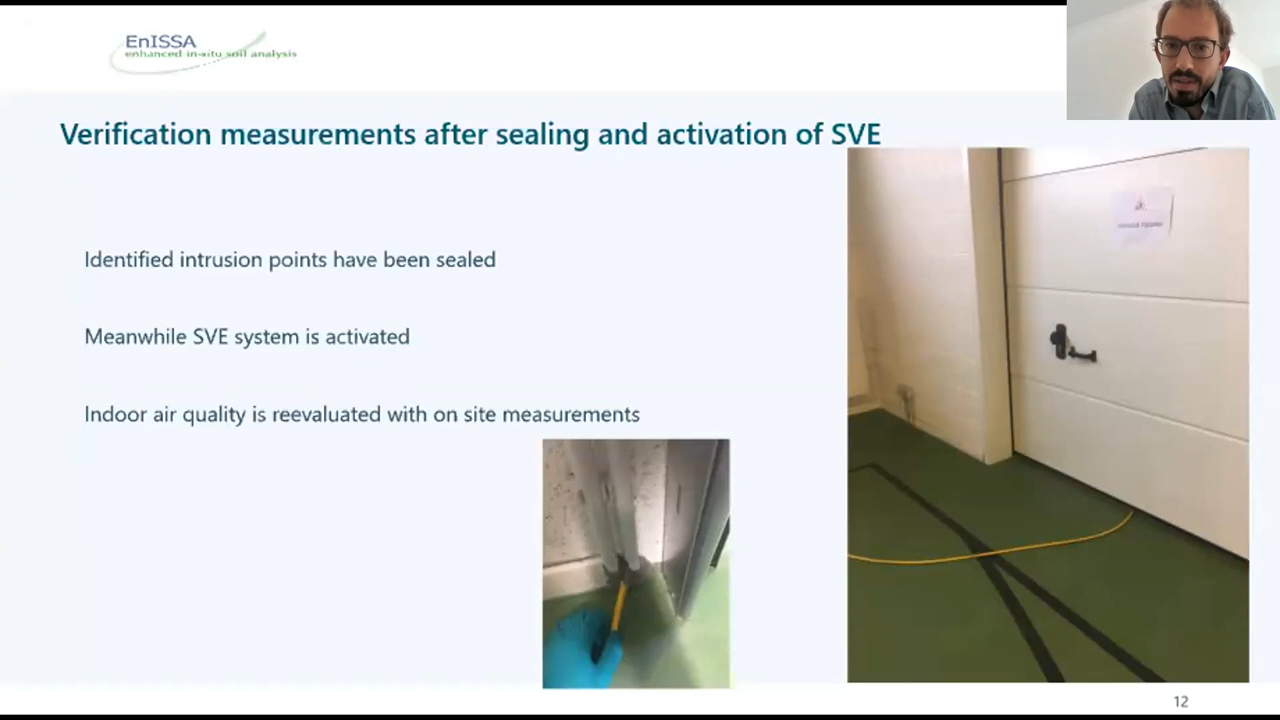 EnISSA
enhanced in-situ soil analysis
Verification measurements after sealing and activation of SVE
Identified intrusion points have been sealed
Meanwhile SVE system is activated
Indoor air quality is reevaluated with on site measurements
12